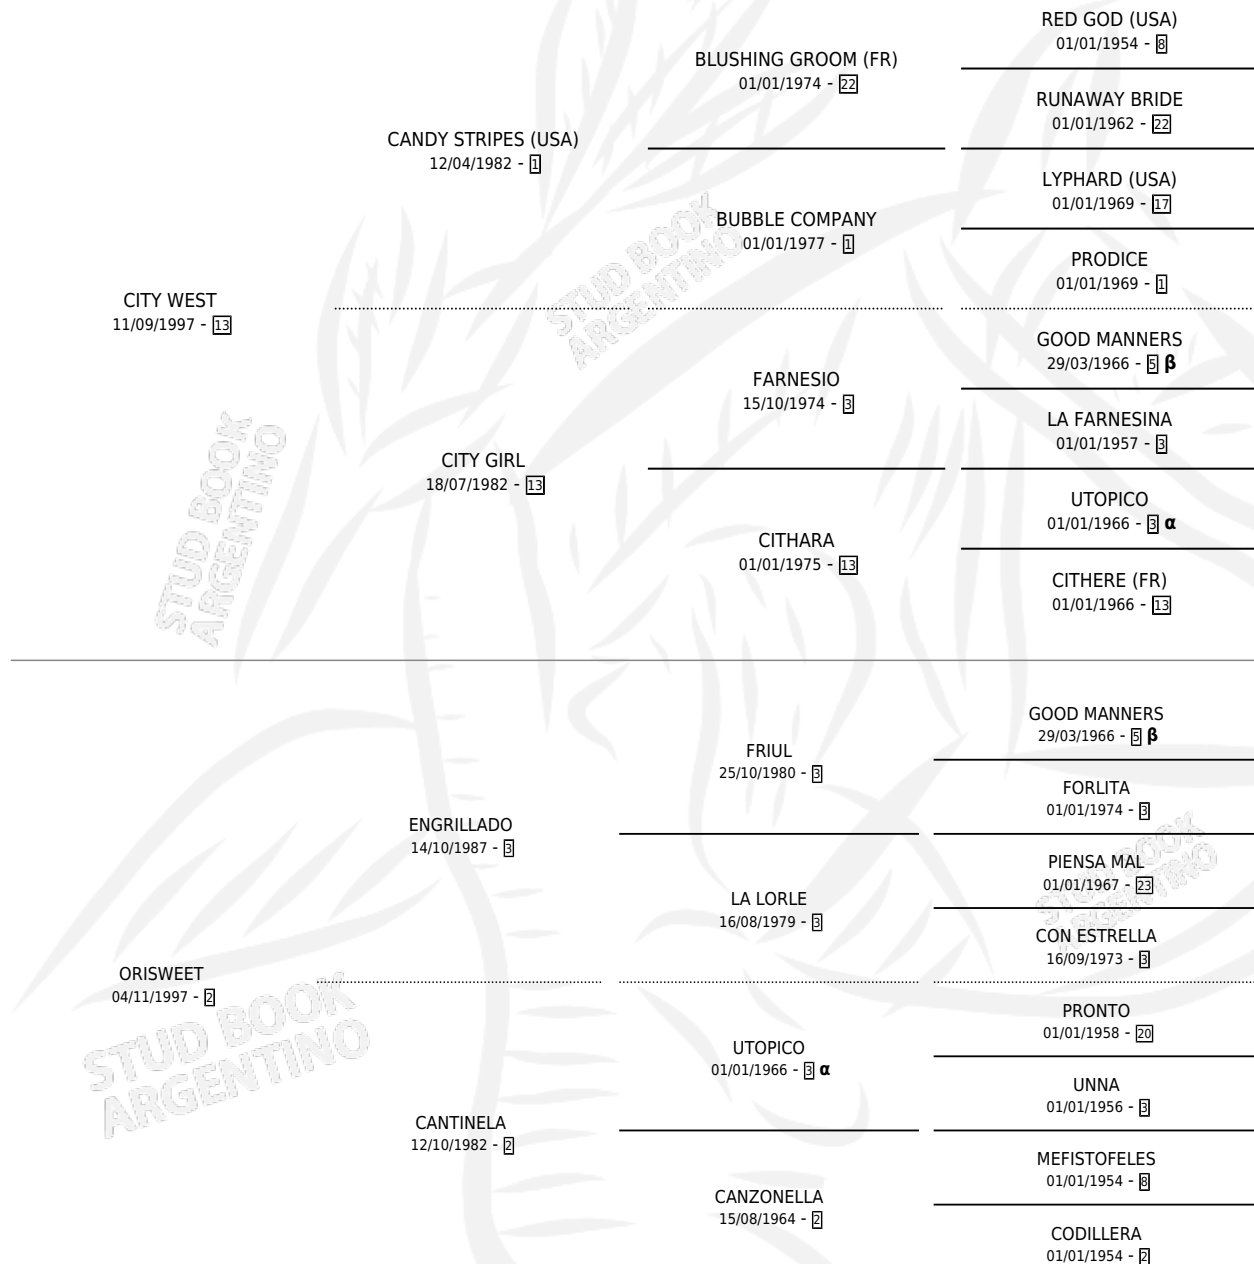 RED GOD (USA)
01/01/1954 - 8
BLUSHING GROOM (FR)
01/01/1974 - 22
RUNAWAY BRIDE
01/01/1962 - 22
CANDY STRIPES (USA)
12/04/1982 - 1
LYPHARD (USA)
01/01/1969 - 17
BUBBLE COMPANY
01/01/1977 - 1
PRODICE
01/01/1969 - 1
CITY WEST
11/09/1997 - 13
STUD BOOK
ARGENTINO
GOOD MANNERS
29/03/1966 - 5 β
FARNESIO
15/10/1974 - 3
LA FARNESINA
01/01/1957 - 3
CITY GIRL
18/07/1982 - 13
UTOPICO
01/01/1966 - 3 α
CITHARA
01/01/1975 - 13
CITHERE (FR)
01/01/1966 - 13
STUD BOOK
ARGENTINO
GOOD MANNERS
29/03/1966 - 5 β
FRIUL
25/10/1980 - 3
FORLITA
01/01/1974 - 3
ENGRILLADO
14/10/1987 - 3
PIENSA MAL
01/01/1967 - 23
LA LORLE
16/08/1979 - 3
STUD BOOK
ARGENTINO
CON ESTRELLA
16/09/1973 - 3
ORISWEET
04/11/1997 - 2
PRONTO
01/01/1958 - 20
UTOPICO
01/01/1966 - 3 α
UNNA
01/01/1956 - 3
STUD BOOK
ARGENTINO
CANTINELA
12/10/1982 - 2
MEFISTOFELES
01/01/1954 - 8
CANZONELLA
15/08/1964 - 2
CODILLERA
01/01/1954 - 2